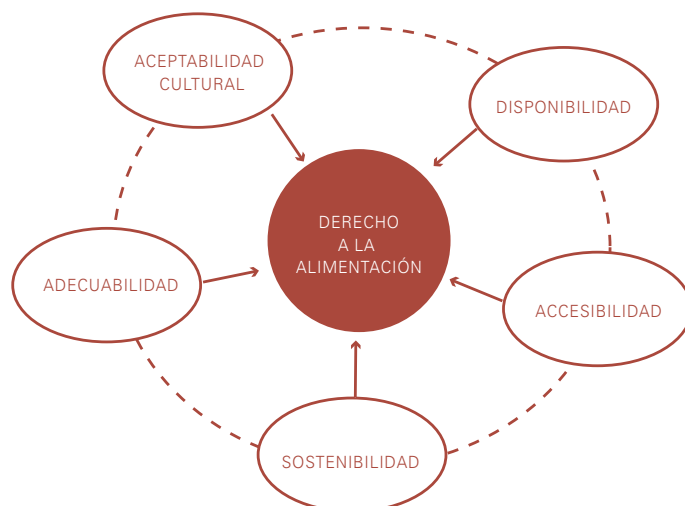 ACEPTABILIDAD
CULTURAL
DISPONIBILIDAD
DERECHO
A LA
ALIMENTACIÓN
ADECUABILIDAD
ACCESIBILIDAD
SOSTENIBILIDAD